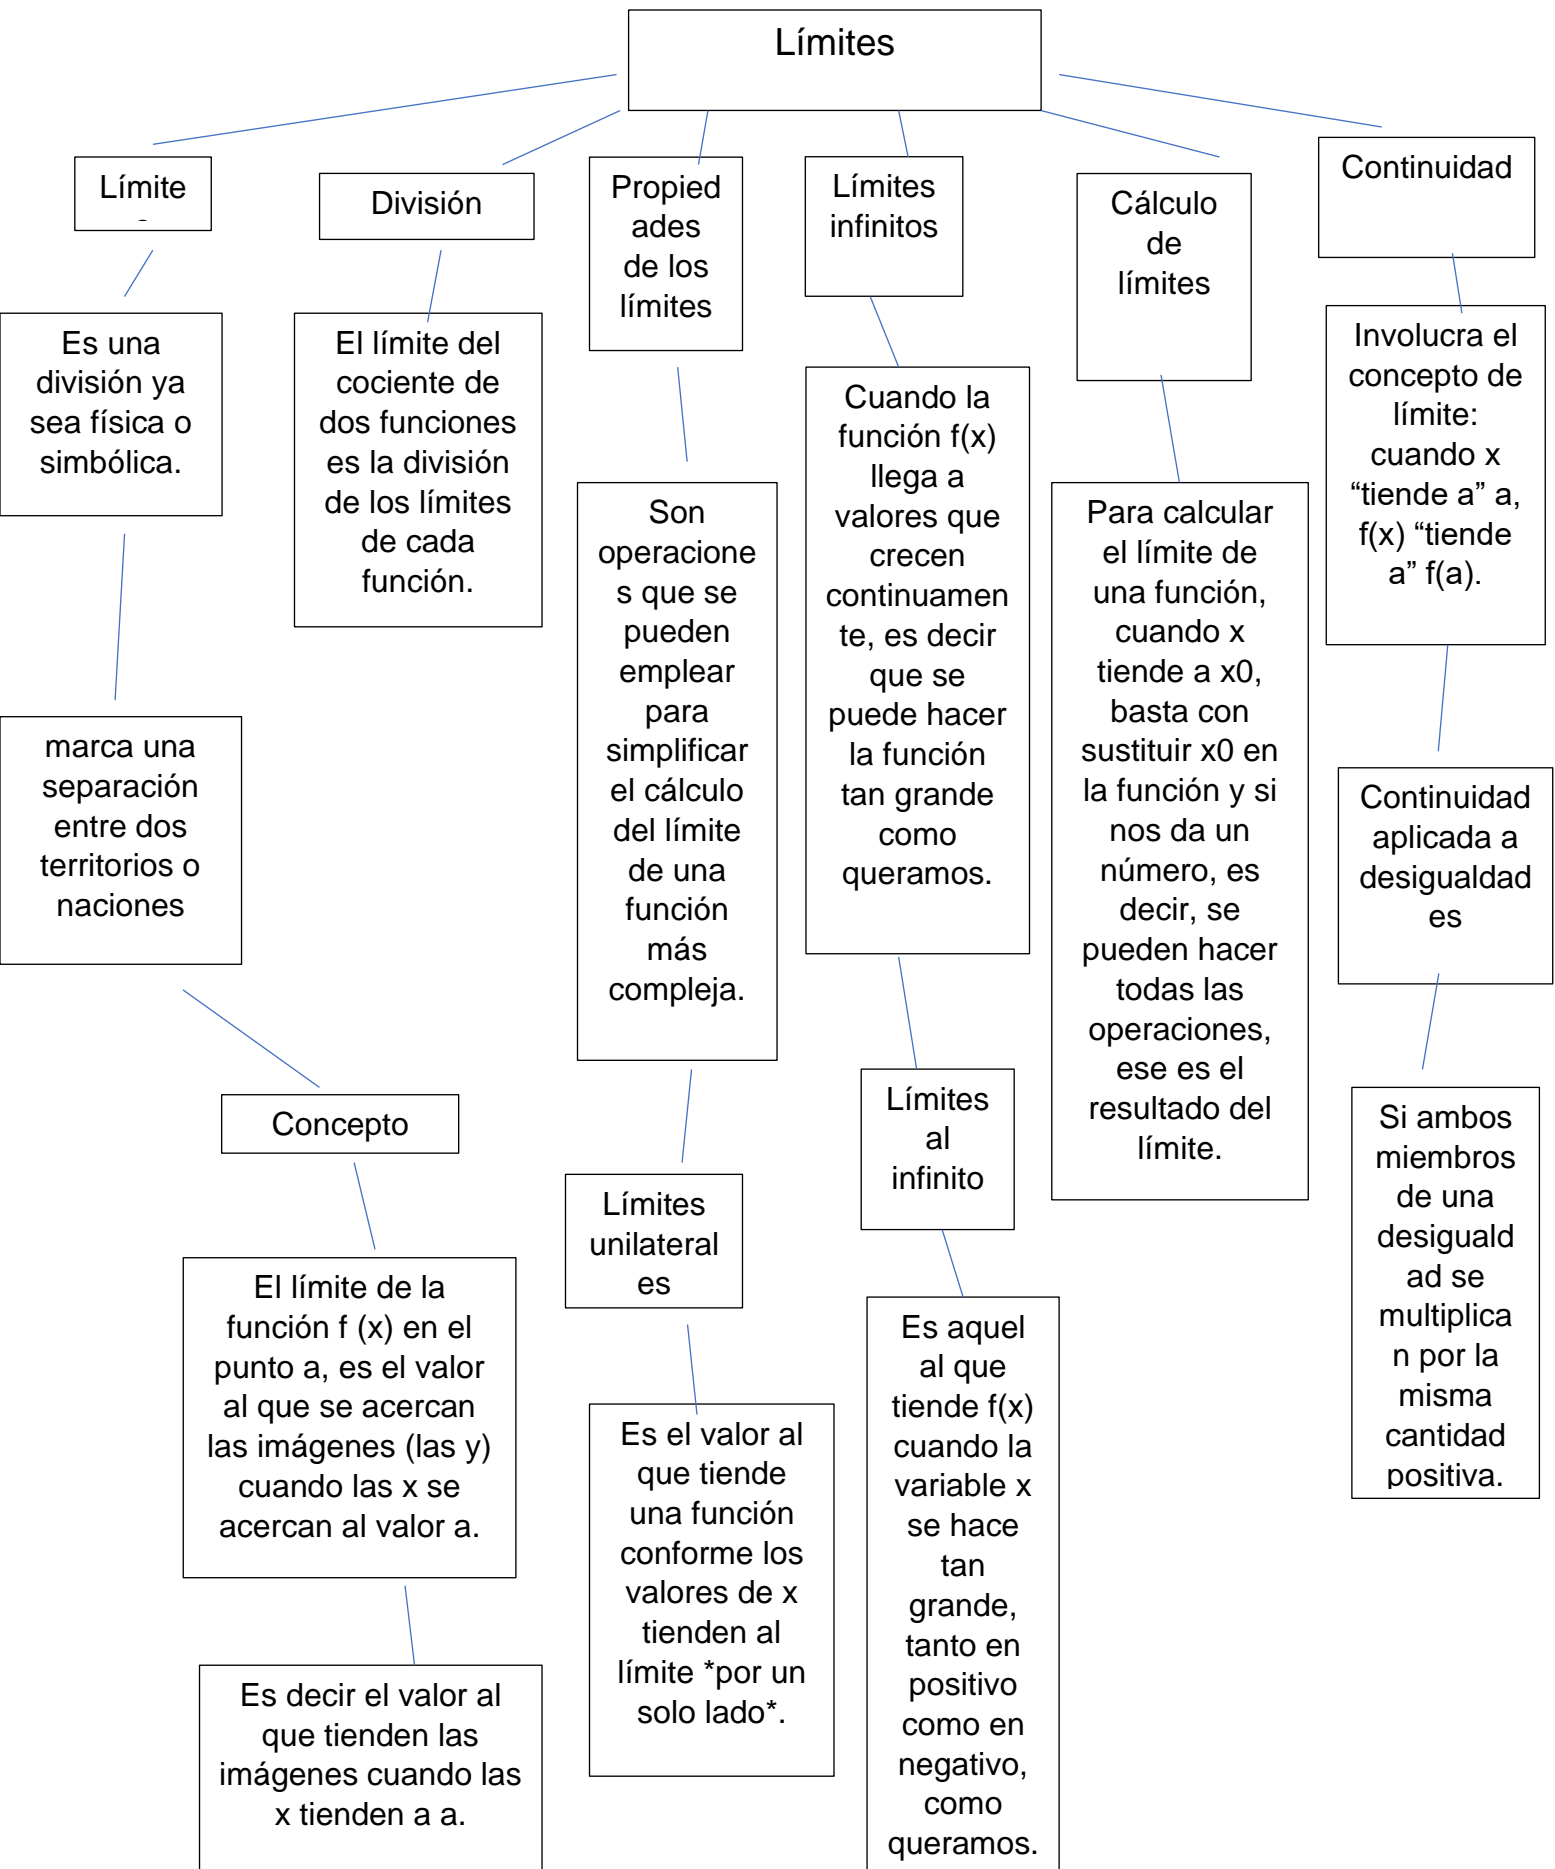 Límites
Límite
División
Propied
ades
de los
límites
Límites
infinitos
Cálculo
de
límites
Continuidad
Es una
división ya
sea física o
simbólica.
El límite del
cociente de
dos funciones
es la división
de los límites
de cada
función.
Son
operacione
s que se
pueden
emplear
para
simplificar
el cálculo
del límite
de una
función
más
compleja.
Cuando la
función f(x)
llega a
valores que
crecen
continuamen
te, es decir
que se
puede hacer
la función
tan grande
como
queramos.
Para calcular
el límite de
una función,
cuando x
tiende a x0,
basta con
sustituir x0 en
la función y si
nos da un
número, es
decir, se
pueden hacer
todas las
operaciones,
ese es el
resultado del
límite.
Involucra el
concepto de
límite:
cuando x
“tiende a” a,
f(x) “tiende
a” f(a).
marca una
separación
entre dos
territorios o
naciones
Continuidad
aplicada a
desigualdad
es
Concepto
Límites
unilateral
es
Límites
al
infinito
Si ambos
miembros
de una
desiguald
ad se
multiplica
n por la
misma
cantidad
positiva.
El límite de la
función f (x) en el
punto a, es el valor
al que se acercan
las imágenes (las y)
cuando las x se
acercan al valor a.
Es el valor al
que tiende
una función
conforme los
valores de x
tienden al
límite *por un
solo lado*.
Es aquel
al que
tiende f(x)
cuando la
variable x
se hace
tan
grande,
tanto en
positivo
como en
negativo,
como
queramos.
Es decir el valor al
que tienden las
imágenes cuando las
x tienden a a.